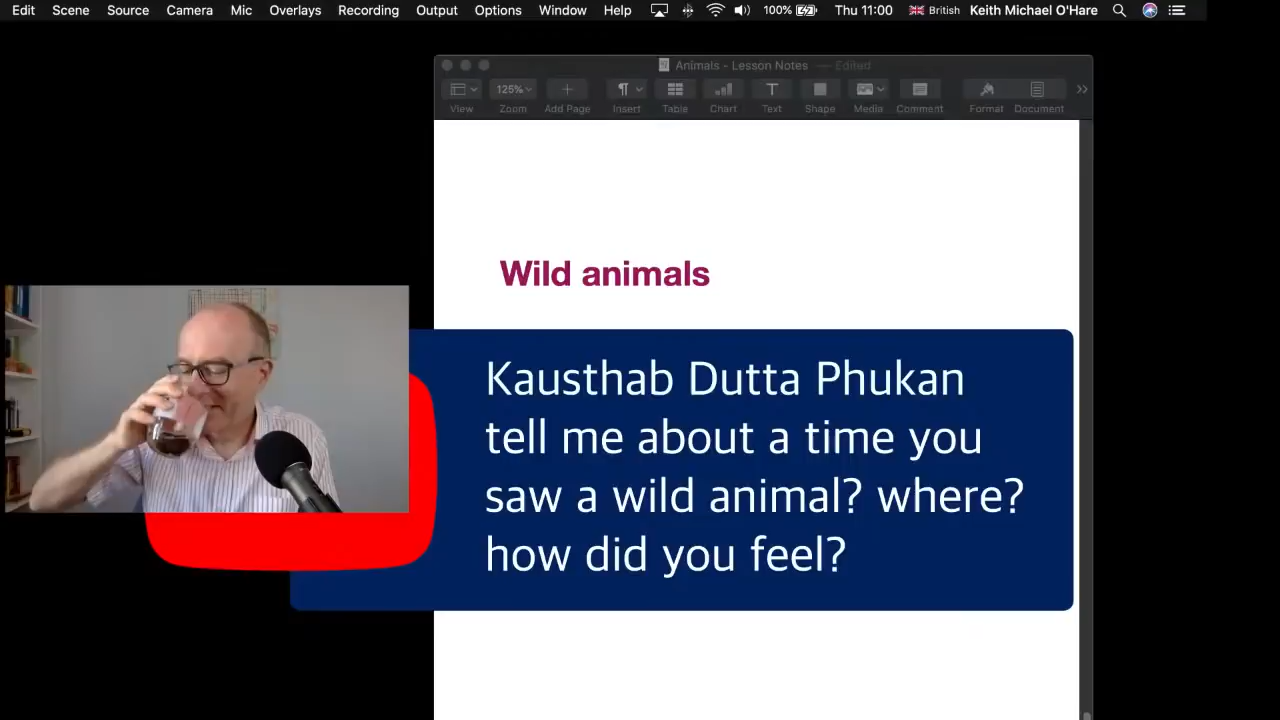 Edit Scene Source Camera Mic Overlays Recording Output Options Window Help 100% Thu 11:00 British Keith Michael O'Hare
Animals - Lesson Notes — Edited
125%
View Zoom Add Page Insert Table Chart Text Shape Media Comment Format Document
Wild animals
Kausthab Dutta Phukan
tell me about a time you
saw a wild animal? where?
how did you feel?